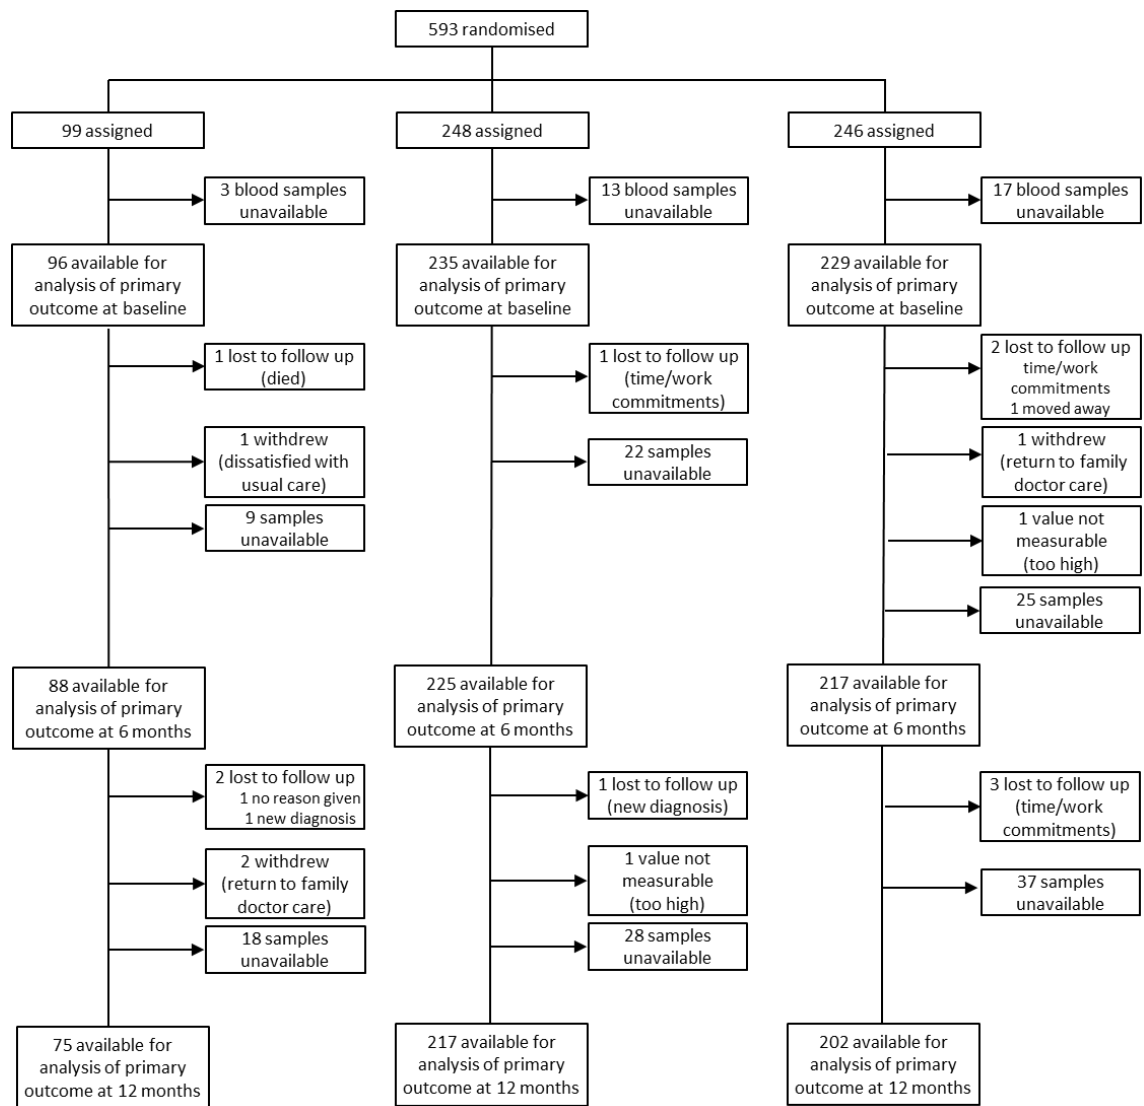 593 randomised
99 assigned
248 assigned
246 assigned
3 blood samples
unavailable
13 blood samples
unavailable
17 blood samples
unavailable
96 available for
analysis of primary
outcome at baseline
235 available for
analysis of primary
outcome at baseline
229 available for
analysis of primary
outcome at baseline
1 lost to follow up
(died)
1 lost to follow up
(time/work
commitments)
2 lost to follow up
time/work
commitments
1 moved away
1 withdrew
(dissatisfied with
usual care)
22 samples
unavailable
1 withdrew
(return to family
doctor care)
9 samples
unavailable
1 value not
measurable
(too high)
25 samples
unavailable
88 available for
analysis of primary
outcome at 6 months
225 available for
analysis of primary
outcome at 6 months
217 available for
analysis of primary
outcome at 6 months
2 lost to follow up
1 no reason given
1 new diagnosis
1 lost to follow up
(new diagnosis)
3 lost to follow up
(time/work
commitments)
2 withdrew
(return to family
doctor care)
1 value not
measurable
(too high)
37 samples
unavailable
18 samples
unavailable
28 samples
unavailable
75 available for
analysis of primary
outcome at 12 months
217 available for
analysis of primary
outcome at 12 months
202 available for
analysis of primary
outcome at 12 months